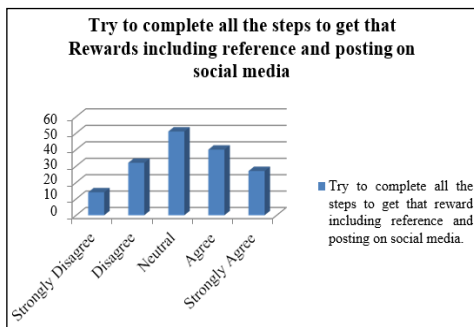 Try to complete all the steps to get that
Rewards including reference and posting on
social media
60
50
40
30
20
10
0
Strongly Disagree
Disagree
Neutral
Agree
Strongly Agree
Try to complete all the
steps to get that reward
including reference and
posting on social media.